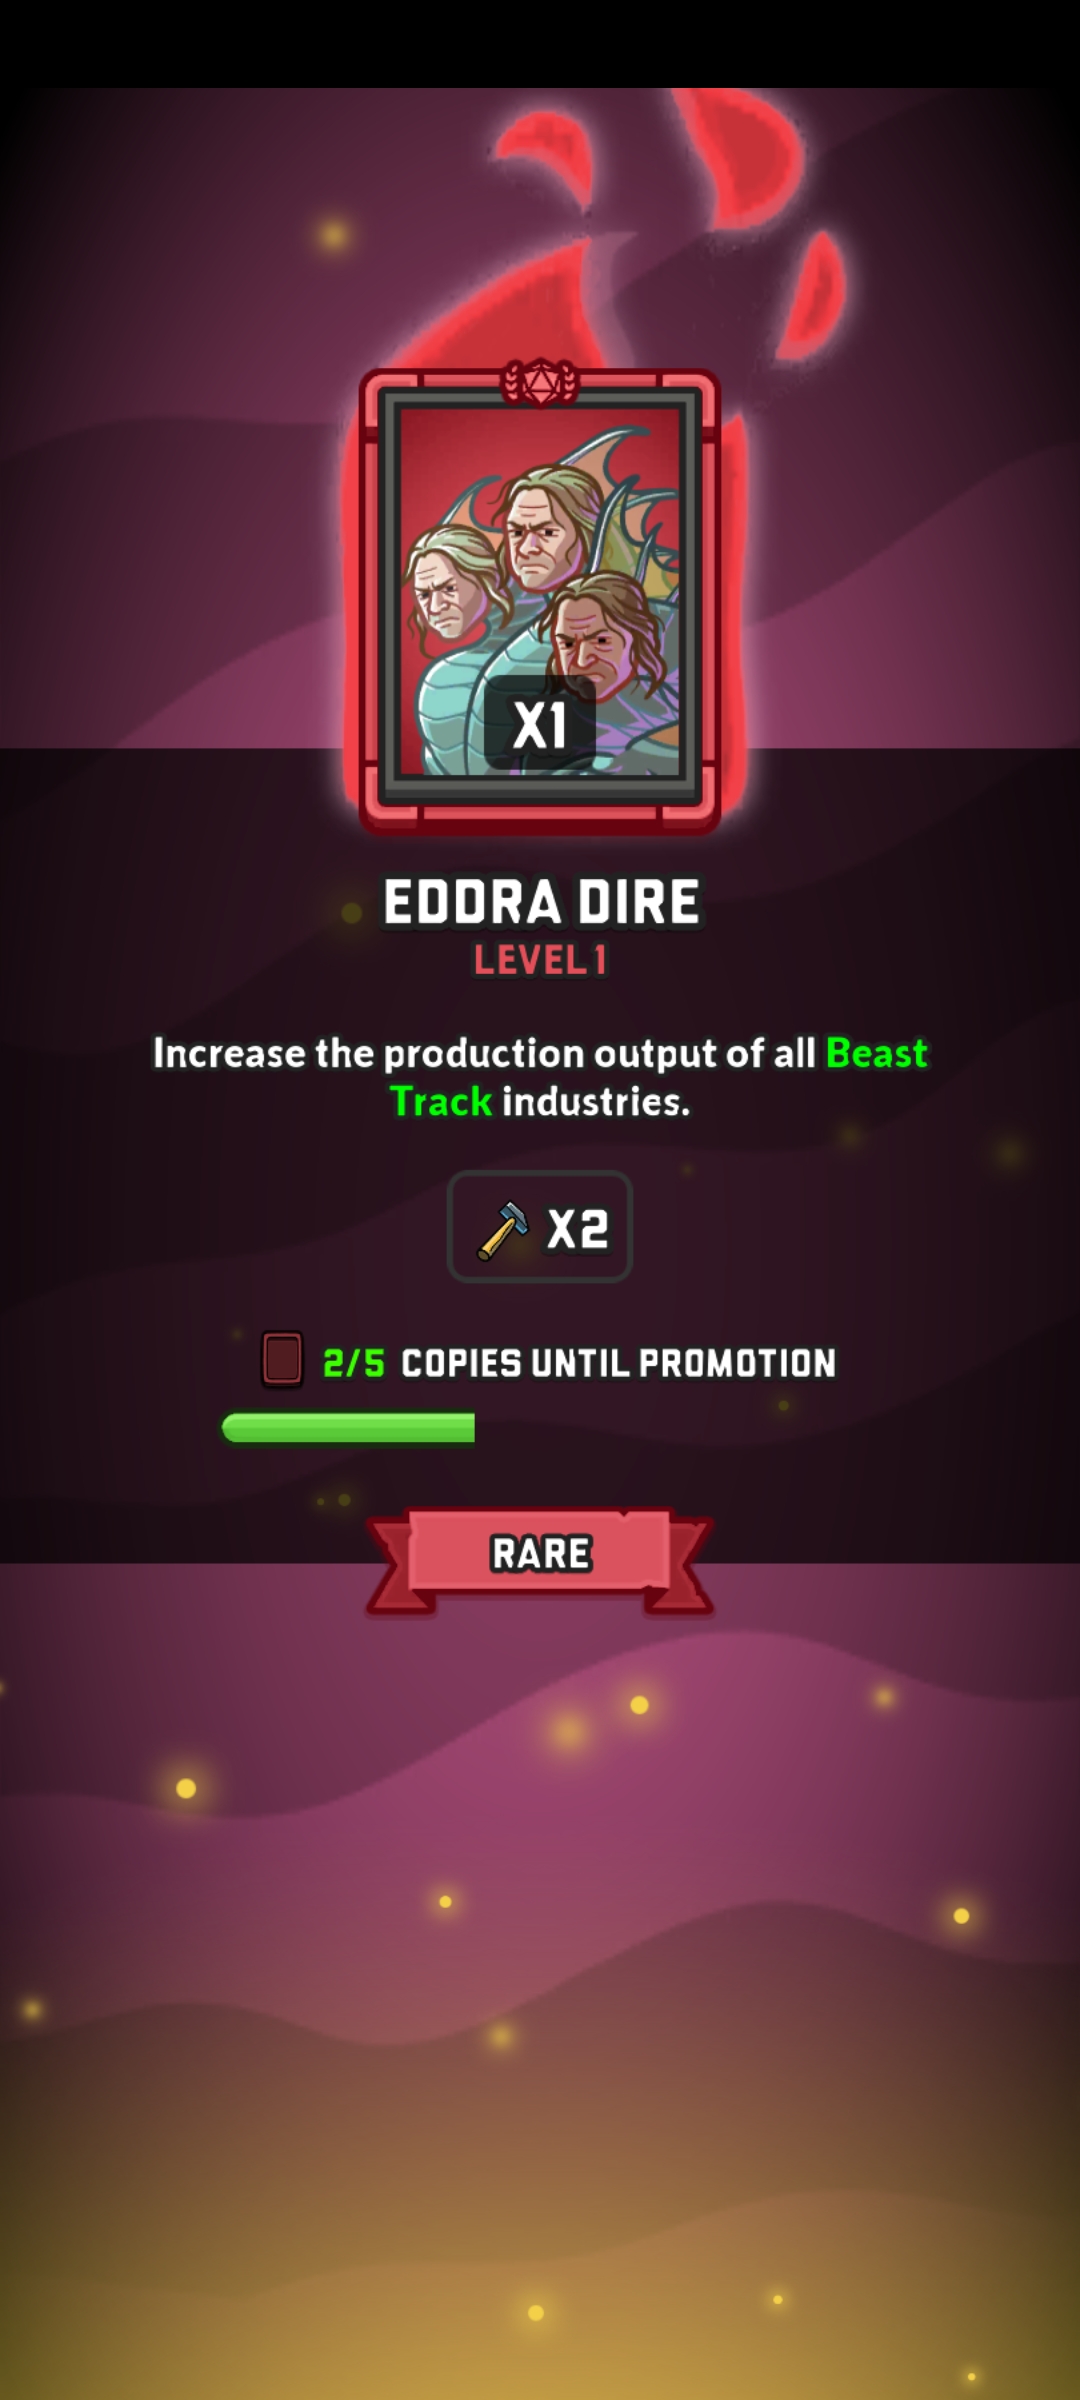 X1
EDDRA DIRE
LEVEL 1
Increase the production output of all Beast
Track industries.
X2
2/5 COPIES UNTIL PROMOTION
RARE